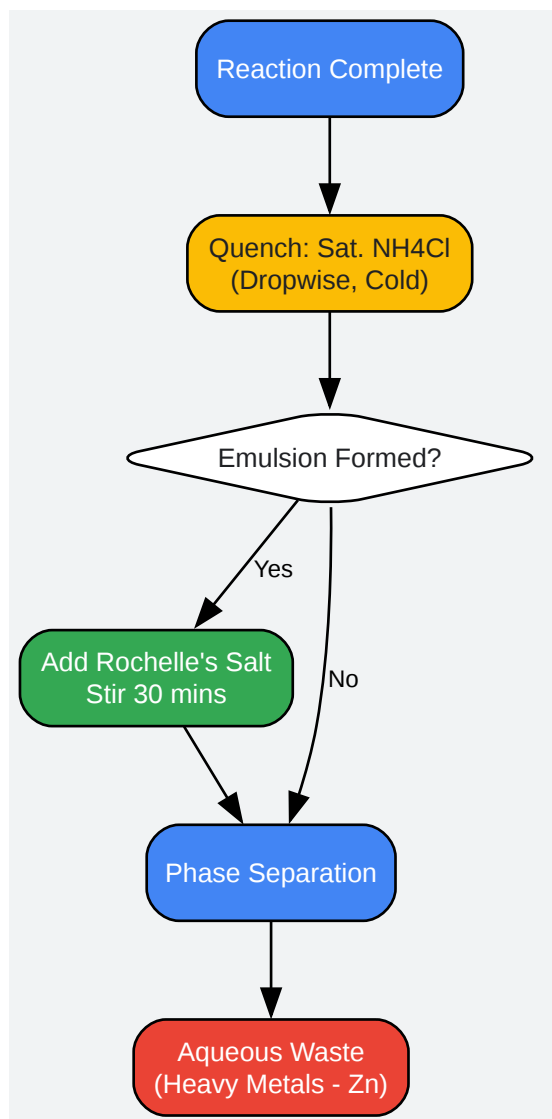 Reaction Complete
Quench: Sat. NH4Cl
(Dropwise, Cold)
Emulsion Formed?
Yes
Add Rochelle's Salt
Stir 30 mins
No
Phase Separation
Aqueous Waste
(Heavy Metals - Zn)